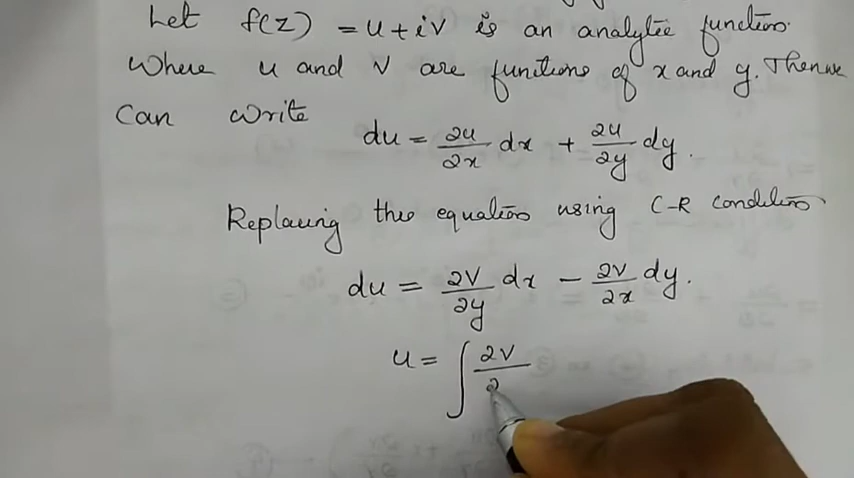 Let f(z) = u + iv is an analytic function.
Where u and v are functions of x and y. Then we
Can write
du = ∂u/∂x dx + ∂u/∂y dy.
Replacing the equation using C-R conditions
du = ∂v/∂y dx - ∂v/∂x dy.
u = ∫ ∂v/∂